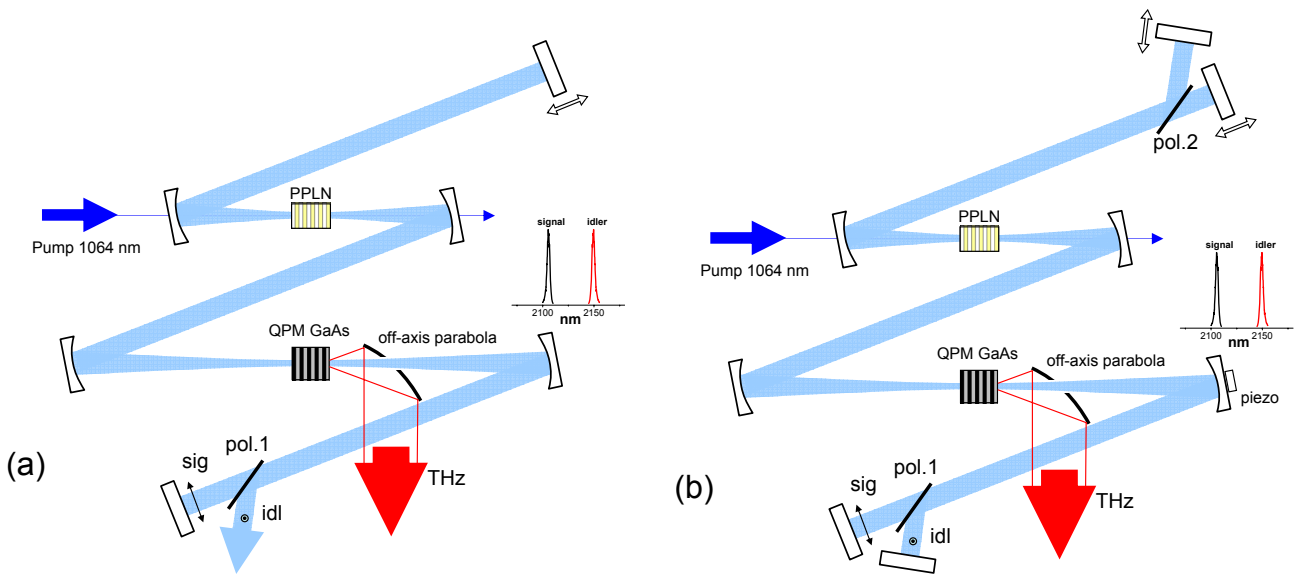 PPLN
Pump 1064 nm
signal idler
2100 2150
nm
QPM GaAs
off-axis parabola
(a)
pol.1
sig
idl
THz
pol.2
PPLN
Pump 1064 nm
signal idler
2100 2150
nm
QPM GaAs
off-axis parabola
piezo
(b)
pol.1
sig
idl
THz